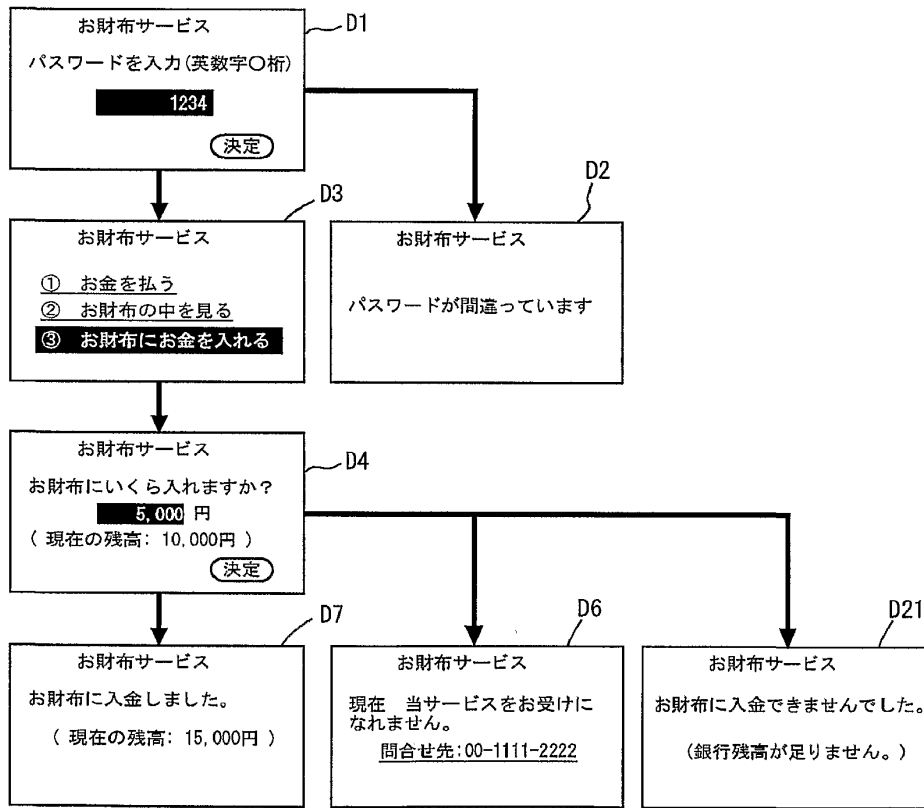 お財布サービス
D1
パスワードを入力(英数字〇桁)
1234
決定
D3
お財布サービス
① お金を払う
② お財布の中を見る
③ お財布にお金を入れる
D2
お財布サービス
パスワードが間違っています
お財布サービス
D4
お財布にいくら入れますか?
5,000 円
( 現在の残高: 10,000円 )
決定
D7
お財布サービス
お財布に入金しました。
( 現在の残高: 15,000円 )
D6
お財布サービス
現在 当サービスをお受けに
なれません。
問合せ先:00-1111-2222
D21
お財布サービス
お財布に入金できませんでした。
(銀行残高が足りません。)